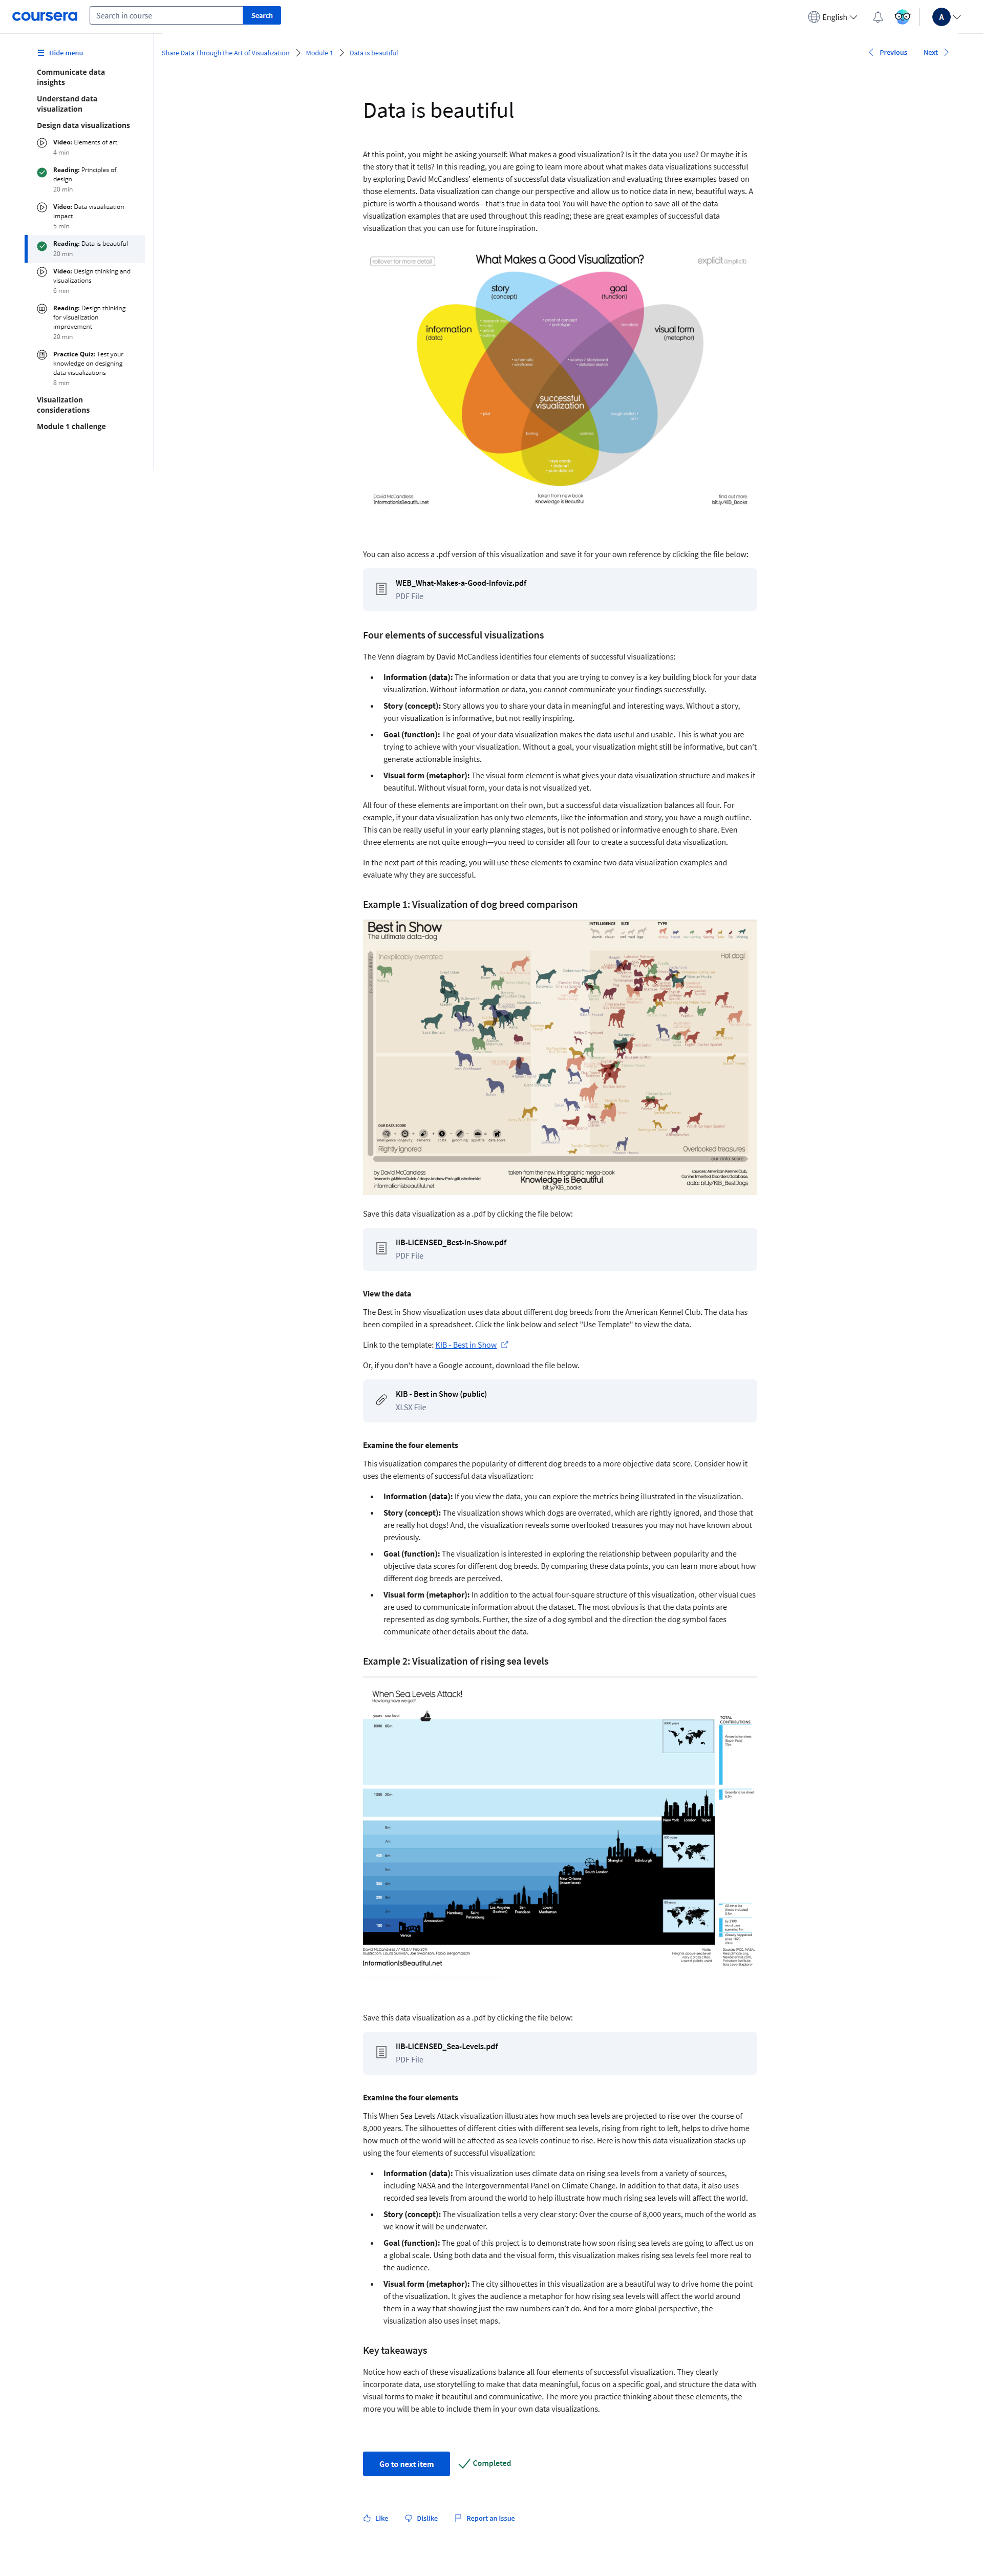 coursera
Search in course
Search
English
A
Hide menu
Communicate data
insights
Understand data
visualization
Design data visualizations
Video: Elements of art
4 min
Reading: Principles of
design
20 min
Video: Data visualization
impact
5 min
Reading: Data is beautiful
20 min
Video: Design thinking and
visualizations
6 min
Reading: Design thinking
for visualization
improvement
20 min
Practice Quiz: Test your
knowledge on designing
data visualizations
8 min
Visualization
considerations
Module 1 challenge
Share Data Through the Art of Visualization
Module 1
Data is beautiful
Previous
Next
Data is beautiful
At this point, you might be asking yourself: What makes a good visualization? Is it the data you use? Or maybe it is
the story that it tells? In this reading, you are going to learn more about what makes data visualizations successful
by exploring David McCandless' elements of successful data visualization and evaluating three examples based on
those elements. Data visualization can change our perspective and allow us to notice data in new, beautiful ways. A
picture is worth a thousand words—that's true in data too! You will have the option to save all of the data
visualization examples that are used throughout this reading; these are great examples of successful data
visualization that you can use for future inspiration.
rollover for more detail
What Makes a Good Visualization?
explicit (implicit)
story
(concept)
goal
(function)
information
(data)
visual form
(metaphor)
successful
visualization
David McCandless
InformationisBeautiful.net
taken from new book
Knowledge is Beautiful
find out more
bit.ly/KIB_Books
You can also access a .pdf version of this visualization and save it for your own reference by clicking the file below:
WEB_What-Makes-a-Good-Infoviz.pdf
PDF File
Four elements of successful visualizations
The Venn diagram by David McCandless identifies four elements of successful visualizations:
Information (data): The information or data that you are trying to convey is a key building block for your data
visualization. Without information or data, you cannot communicate your findings successfully.
Story (concept): Story allows you to share your data in meaningful and interesting ways. Without a story,
your visualization is informative, but not really inspiring.
Goal (function): The goal of your data visualization makes the data useful and usable. This is what you are
trying to achieve with your visualization. Without a goal, your visualization might still be informative, but can't
generate actionable insights.
Visual form (metaphor): The visual form element is what gives your data visualization structure and makes it
beautiful. Without visual form, your data is not visualized yet.
All four of these elements are important on their own, but a successful data visualization balances all four. For
example, if your data visualization has only two elements, like the information and story, you have a rough outline.
This can be really useful in your early planning stages, but is not polished or informative enough to share. Even
three elements are not quite enough—you need to consider all four to create a successful data visualization.
In the next part of this reading, you will use these elements to examine two data visualization examples and
evaluate why they are successful.
Example 1: Visualization of dog breed comparison
Best in Show
The ultimate data-dog
INTELLIGENCE
SIZE
TYPE
Inexplicably overrated
Hot dog!
OUR DATA SCORE
Rightly ignored
Overlooked treasures
our data score
by David McCandless
informationisbeautiful.net
taken from the new, infographic mega-book
Knowledge is Beautiful
bit.ly/KIB_books
sources: American Kennel Club,
data: bit.ly/KIB_BestDogs
Save this data visualization as a .pdf by clicking the file below:
IIB-LICENSED_Best-in-Show.pdf
PDF File
View the data
The Best in Show visualization uses data about different dog breeds from the American Kennel Club. The data has
been compiled in a spreadsheet. Click the link below and select "Use Template" to view the data.
Link to the template: KIB - Best in Show
Or, if you don't have a Google account, download the file below.
KIB - Best in Show (public)
XLSX File
Examine the four elements
This visualization compares the popularity of different dog breeds to a more objective data score. Consider how it
uses the elements of successful data visualization:
Information (data): If you view the data, you can explore the metrics being illustrated in the visualization.
Story (concept): The visualization shows which dogs are overrated, which are rightly ignored, and those that
are really hot dogs! And, the visualization reveals some overlooked treasures you may not have known about
previously.
Goal (function): The visualization is interested in exploring the relationship between popularity and the
objective data scores for different dog breeds. By comparing these data points, you can learn more about how
different dog breeds are perceived.
Visual form (metaphor): In addition to the actual four-square structure of this visualization, other visual cues
are used to communicate information about the dataset. The most obvious is that the data points are
represented as dog symbols. Further, the size of a dog symbol and the direction the dog symbol faces
communicate other details about the data.
Example 2: Visualization of rising sea levels
When Sea Levels Attack!
How long have we got?
years sea level
TOTAL
CONTRIBUTIONS
8000 80m
1000 20m
New York
London
Taipei
Shanghai
Edinburgh
South London
New Orleans
Los Angeles
San
Francisco
Lower
Manhattan
Hamburg
Saint
Petersburg
Amsterdam
Venice
InformationIsBeautiful.net
Save this data visualization as a .pdf by clicking the file below:
IIB-LICENSED_Sea-Levels.pdf
PDF File
Examine the four elements
This When Sea Levels Attack visualization illustrates how much sea levels are projected to rise over the course of
8,000 years. The silhouettes of different cities with different sea levels, rising from right to left, helps to drive home
how much of the world will be affected as sea levels continue to rise. Here is how this data visualization stacks up
using the four elements of successful visualization:
Information (data): This visualization uses climate data on rising sea levels from a variety of sources,
including NASA and the Intergovernmental Panel on Climate Change. In addition to that data, it also uses
recorded sea levels from around the world to help illustrate how much rising sea levels will affect the world.
Story (concept): The visualization tells a very clear story: Over the course of 8,000 years, much of the world as
we know it will be underwater.
Goal (function): The goal of this project is to demonstrate how soon rising sea levels are going to affect us on
a global scale. Using both data and the visual form, this visualization makes rising sea levels feel more real to
the audience.
Visual form (metaphor): The city silhouettes in this visualization are a beautiful way to drive home the point
of the visualization. It gives the audience a metaphor for how rising sea levels will affect the world around
them in a way that showing just the raw numbers can't do. And for a more global perspective, the
visualization also uses inset maps.
Key takeaways
Notice how each of these visualizations balance all four elements of successful visualization. They clearly
incorporate data, use storytelling to make that data meaningful, focus on a specific goal, and structure the data with
visual forms to make it beautiful and communicative. The more you practice thinking about these elements, the
more you will be able to include them in your own data visualizations.
Go to next item
Completed
Like
Dislike
Report an issue